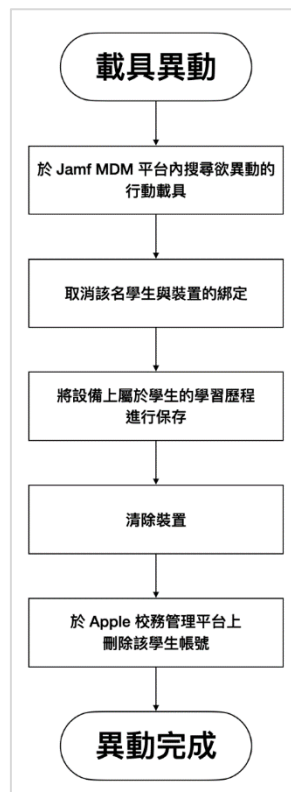 載具異動
於 Jamf MDM 平台內搜尋欲異動的
行動載具
取消該名學生與裝置的綁定
將設備上屬於學生的學習歷程
進行保存
清除裝置
於 Apple 校務管理平台上
刪除該學生帳號
異動完成